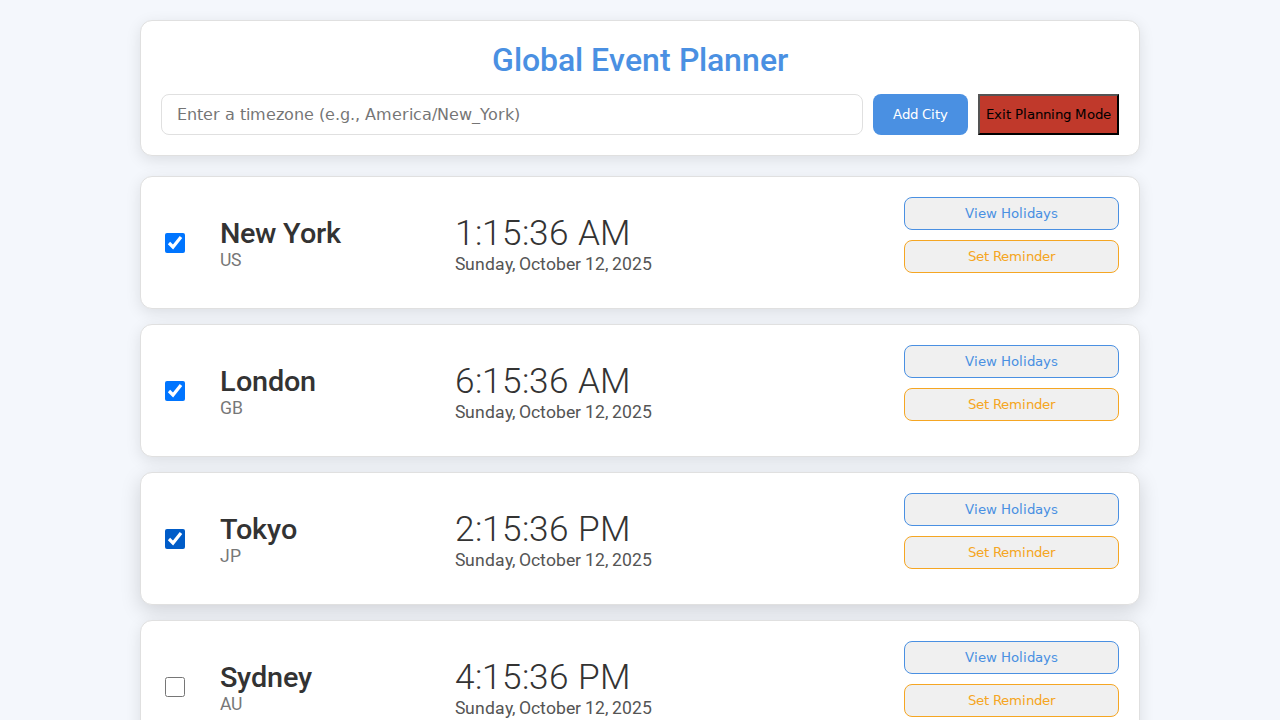 Global Event Planner
Enter a timezone (e.g., America/New_York)
Add City
Exit Planning Mode
New York
US
1:15:36 AM
Sunday, October 12, 2025
View Holidays
Set Reminder
London
GB
6:15:36 AM
Sunday, October 12, 2025
View Holidays
Set Reminder
Tokyo
JP
2:15:36 PM
Sunday, October 12, 2025
View Holidays
Set Reminder
Sydney
AU
4:15:36 PM
Sunday, October 12, 2025
View Holidays
Set Reminder